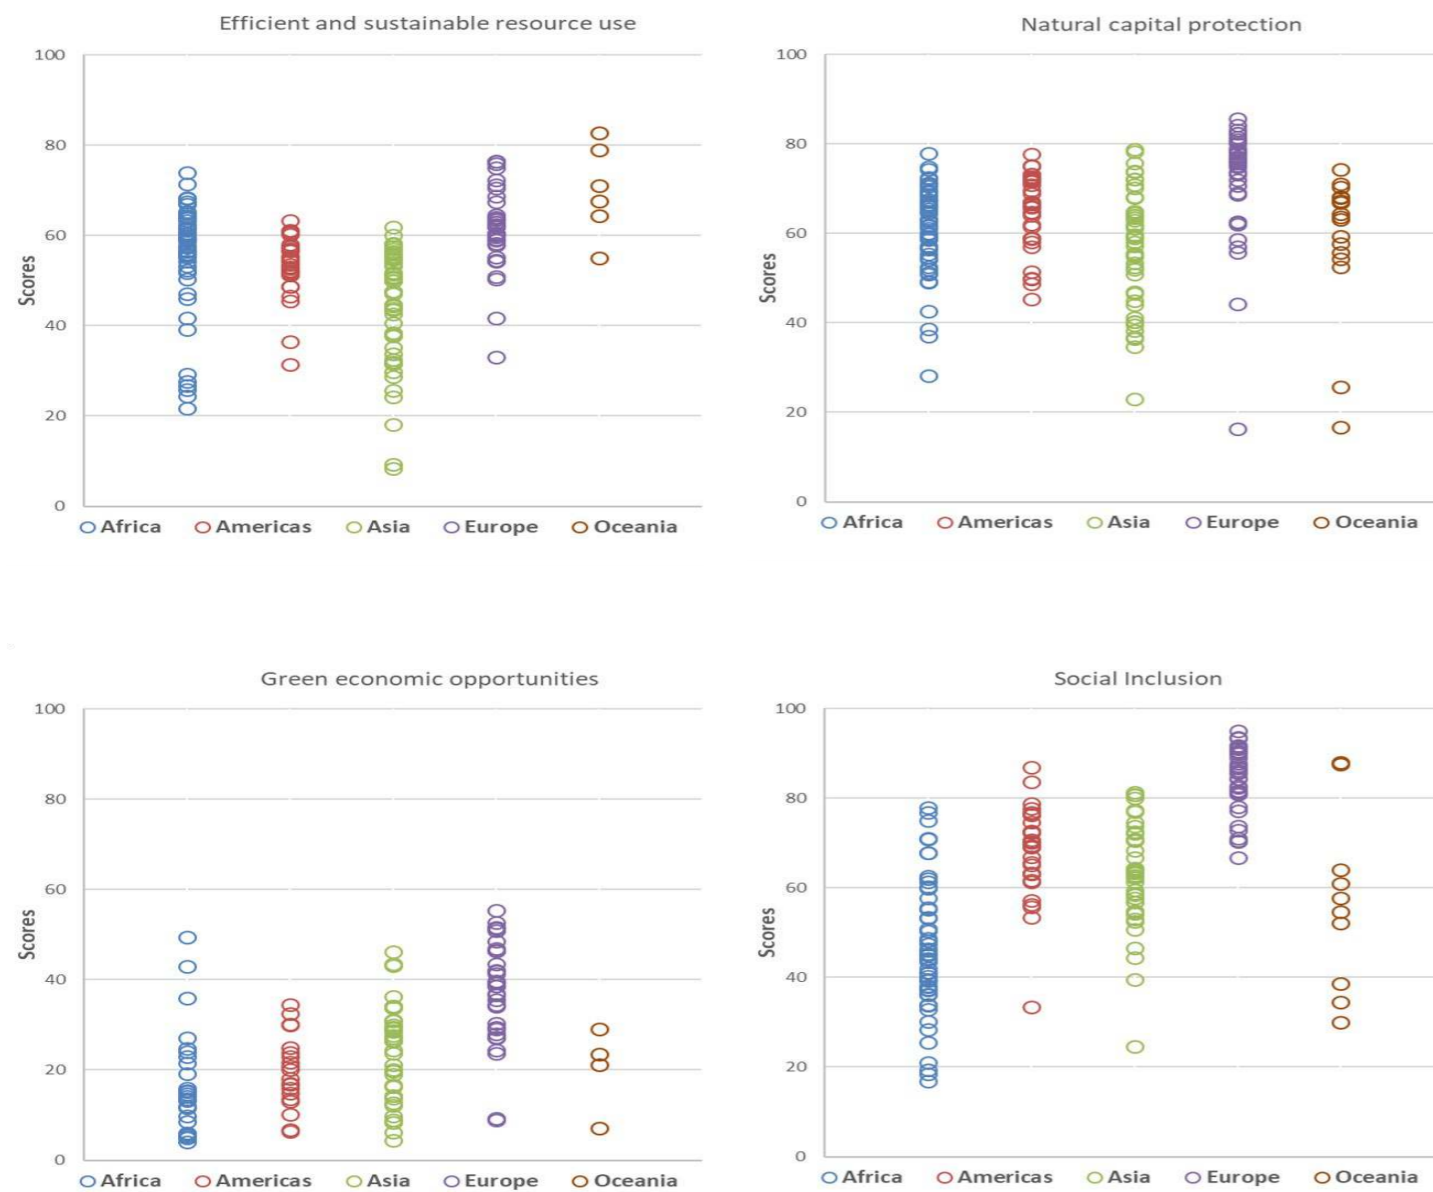 Efficient and sustainable resource use
100
80
60
40
20
0
Scores
Africa Americas Asia Europe Oceania
Natural capital protection
100
80
60
40
20
0
Scores
Africa Americas Asia Europe Oceania
Green economic opportunities
100
80
60
40
20
0
Scores
Africa Americas Asia Europe Oceania
Social Inclusion
100
80
60
40
20
0
Scores
Africa Americas Asia Europe Oceania